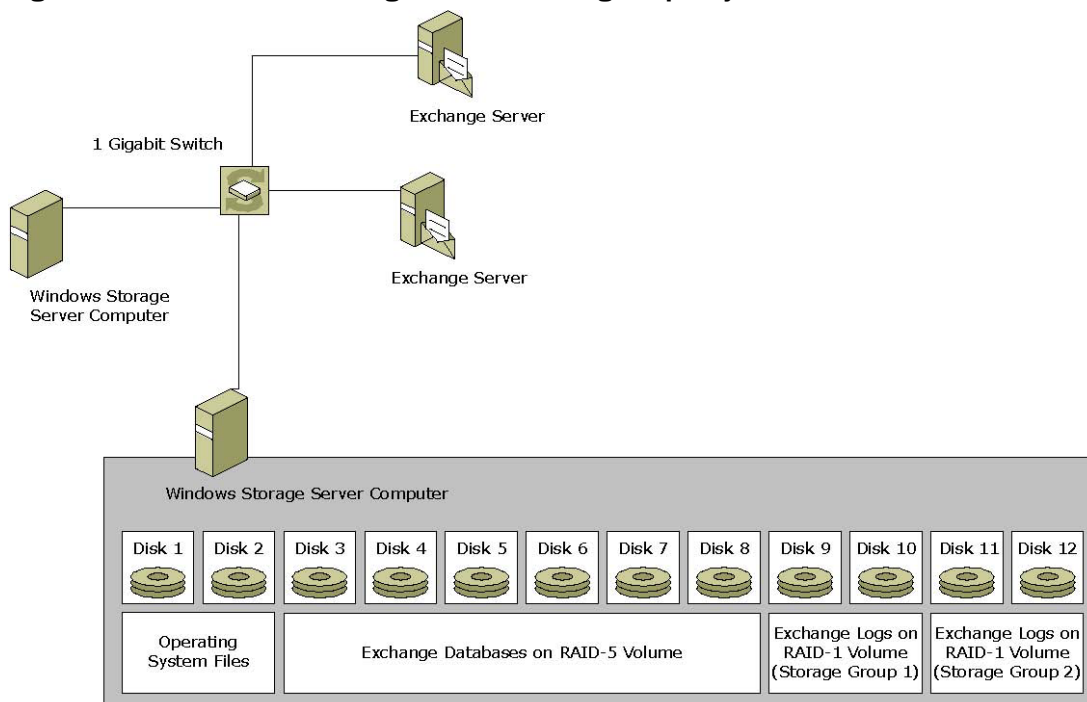 Exchange Server
1 Gigabit Switch
Exchange Server
Windows Storage
Server Computer
Windows Storage Server Computer
Disk 1 Disk 2 Disk 3 Disk 4 Disk 5 Disk 6 Disk 7 Disk 8 Disk 9 Disk 10 Disk 11 Disk 12
Operating
System Files
Exchange Databases on RAID-5 Volume
Exchange Logs on
RAID-1 Volume
(Storage Group 1)
Exchange Logs on
RAID-1 Volume
(Storage Group 2)